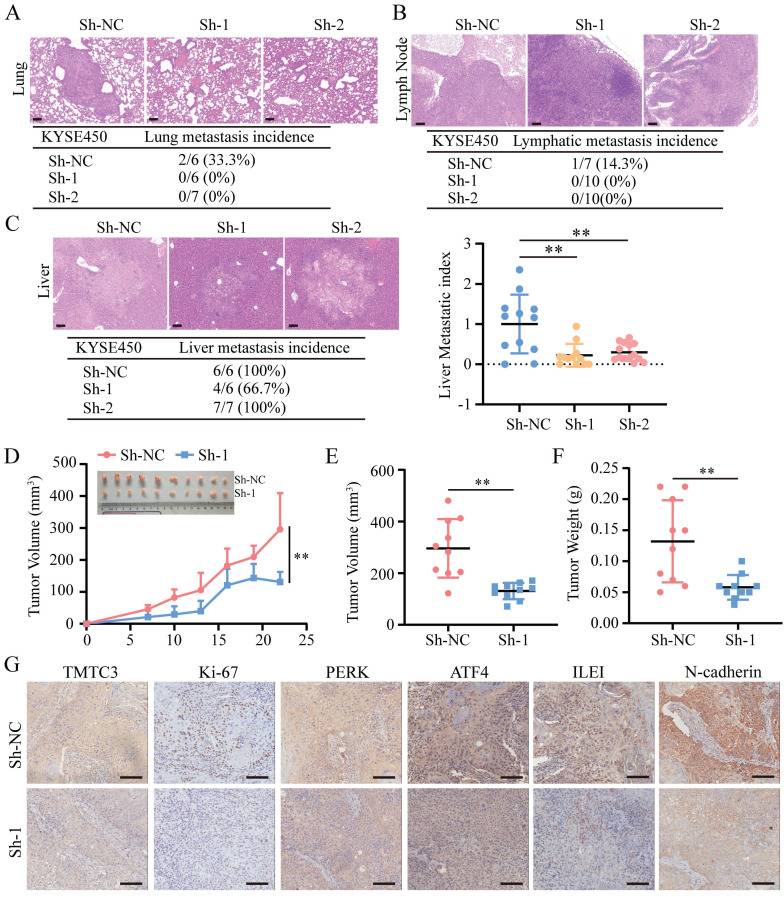 A
Sh-NC Sh-1 Sh-2
Lung
KYSE450 Lung metastasis incidence
Sh-NC 2/6 (33.3%)
Sh-1 0/6 (0%)
Sh-2 0/7 (0%)
B
Sh-NC Sh-1 Sh-2
Lymph Node
KYSE450 Lymphatic metastasis incidence
Sh-NC 1/7 (14.3%)
Sh-1 0/10 (0%)
Sh-2 0/10(0%)
C
Sh-NC Sh-1 Sh-2
Liver
KYSE450 Liver metastasis incidence
Sh-NC 6/6 (100%)
Sh-1 4/6 (66.7%)
Sh-2 7/7 (100%)
Liver Metastatic index
3
2
1
0
-1
**
**
Sh-NC Sh-1 Sh-2
D
Sh-NC Sh-1
Tumor Volume (mm³)
500
400
300
200
100
0
Sh-NC
Sh-1
**
0 5 10 15 20 25
E
Tumor Volume (mm³)
600
400
200
0
**
Sh-NC Sh-1
F
Tumor Weight (g)
0.25
0.20
0.15
0.10
0.05
0.00
**
Sh-NC Sh-1
G
TMTC3 Ki-67 PERK ATF4 ILEI N-cadherin
Sh-NC
Sh-1